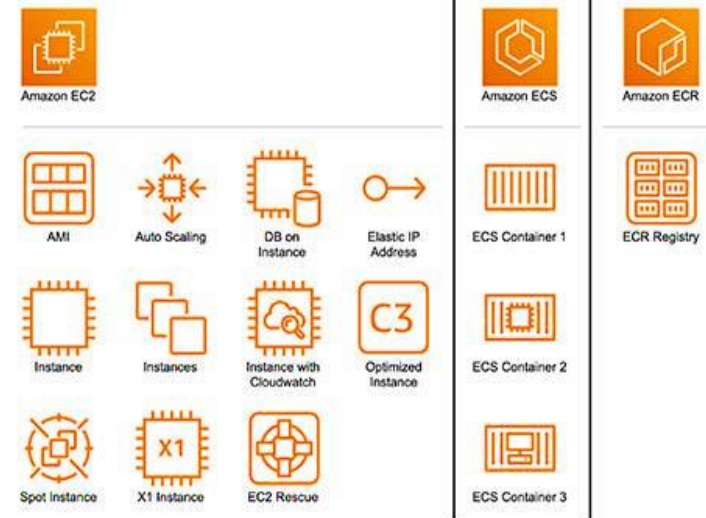 Amazon EC2
Amazon ECS
Amazon ECR
AMI
Auto Scaling
DB on
Instance
Elastic IP
Address
ECS Container 1
ECR Registry
Instance
Instances
Instance with
Cloudwatch
C3
Optimized
Instance
ECS Container 2
Spot Instance
X1
X1 Instance
EC2 Rescue
ECS Container 3